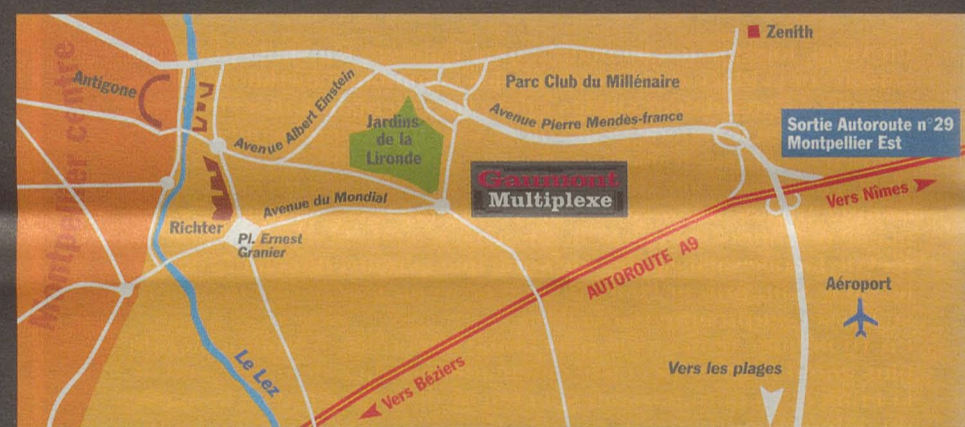 Zenith
Montpellier centre
Antigone
Parc Club du Millénaire
Avenue Albert Einstein
Avenue Pierre Mendès-france
Jardins
de la
Lironde
Sortie Autoroute n°29
Montpellier Est
Gaumont
Multiplexe
Vers Nîmes
Avenue du Mondial
Richter
Pl. Ernest
Granier
AUTOROUTE A9
Aéroport
Le Lez
Vers Béziers
Vers les plages